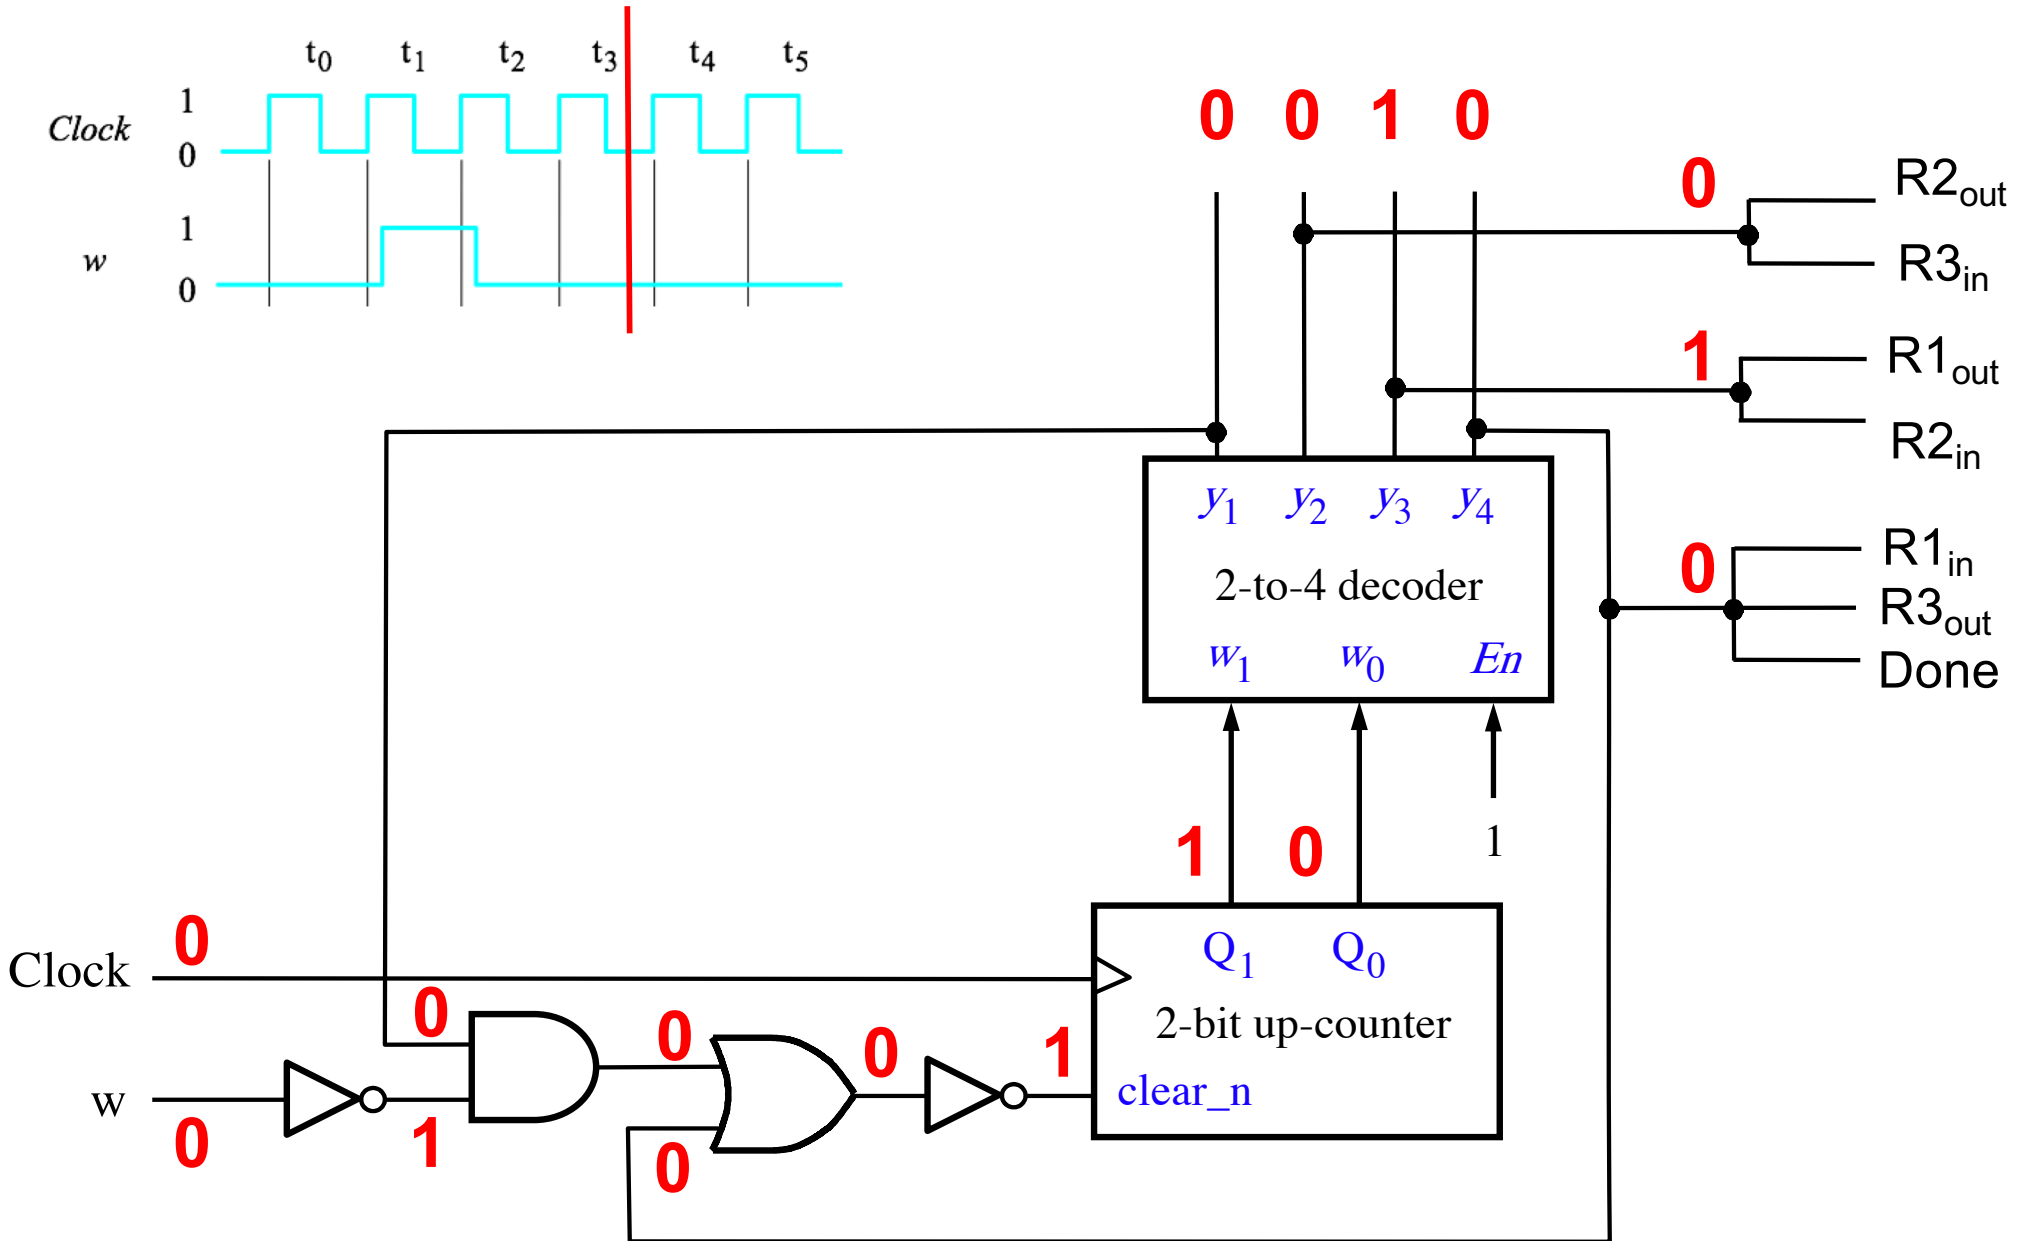 t0 t1 t2 t3 t4 t5
1
Clock
0
1
w
0
0 0 1 0
0
R2out
R3in
1
R1out
R2in
y1 y2 y3 y4
2-to-4 decoder
w1 w0 En
0
R1in
R3out
Done
1 0 1
Clock 0
Q1 Q0
2-bit up-counter
clear_n
0 0 0 1
w
0 1 0